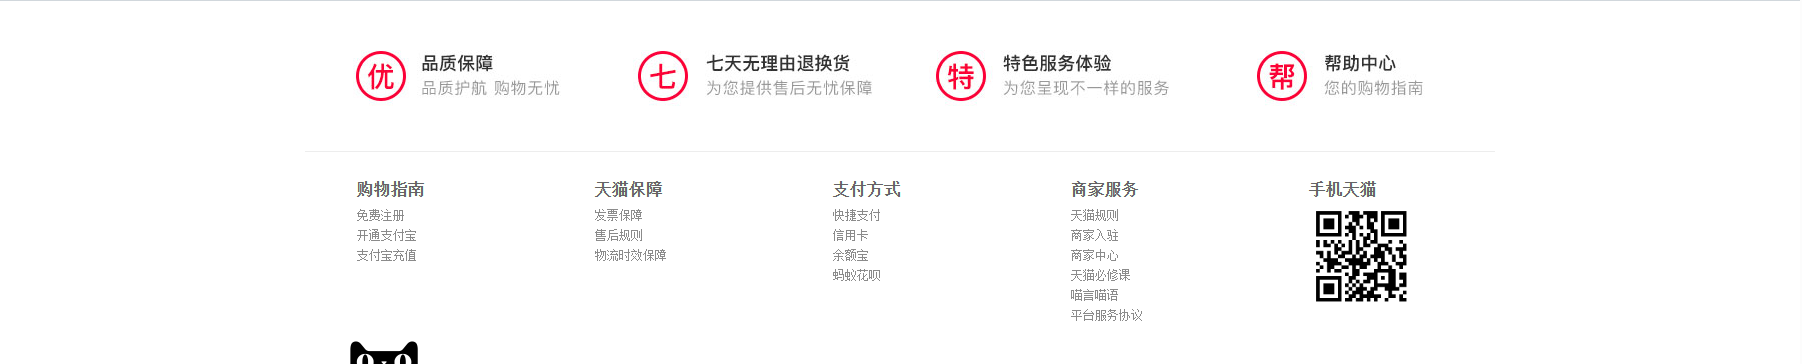 优
品质保障
品质护航 购物无忧
七
七天无理由退换货
为您提供售后无忧保障
特
特色服务体验
为您呈现不一样的服务
帮
帮助中心
您的购物指南
购物指南
免费注册
开通支付宝
支付宝充值
天猫保障
发票保障
售后规则
物流时效保障
支付方式
快捷支付
信用卡
余额宝
蚂蚁花呗
商家服务
天猫规则
商家入驻
商家中心
天猫必修课
喵言喵语
平台服务协议
手机天猫